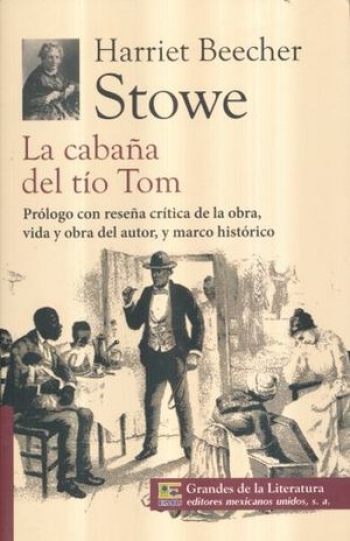 Harriet Beecher
Stowe
La cabaña
del tío Tom
Prólogo con reseña crítica de la obra,
vida y obra del autor, y marco histórico
Grandes de la Literatura
editores mexicanos unidos, s. a.